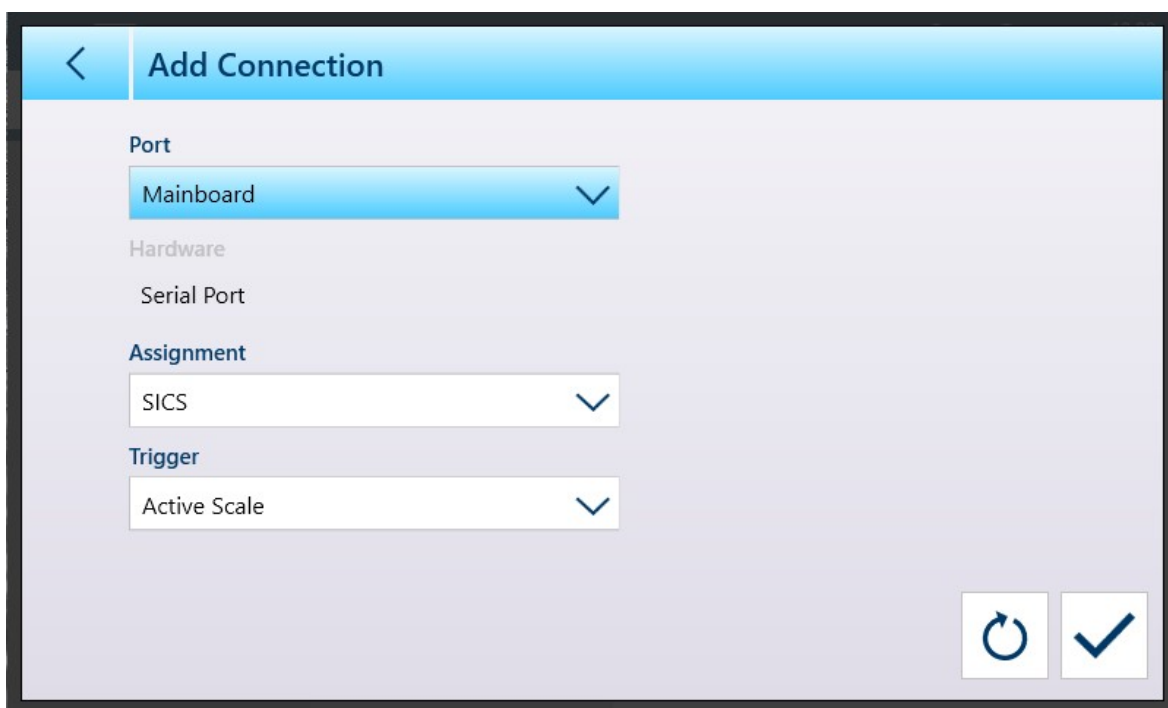 Add Connection
Port
Mainboard
Hardware
Serial Port
Assignment
SICS
Trigger
Active Scale